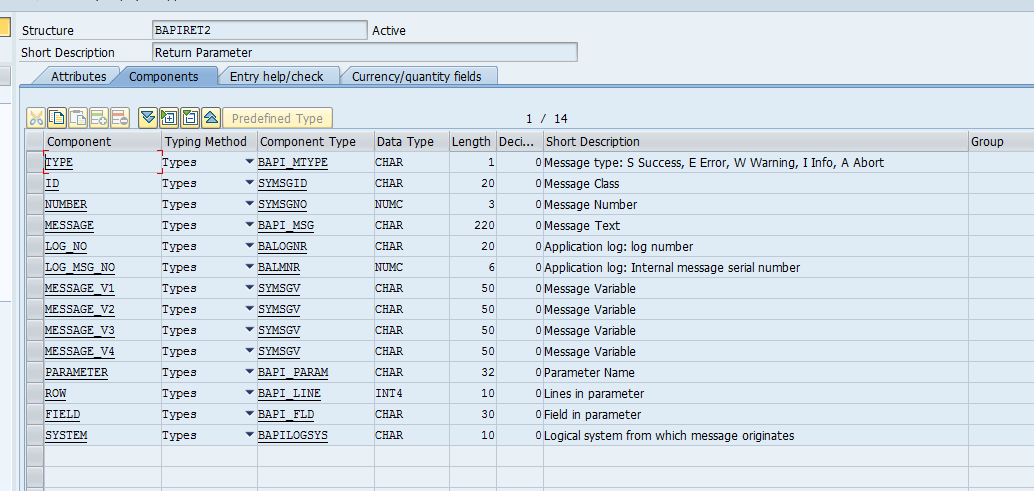 Structure BAPIRET2 Active
Short Description Return Parameter
Attributes Components Entry help/check Currency/quantity fields
Predefined Type 1 / 14
Component Typing Method Component Type Data Type Length Deci... Short Description Group
TYPE Types BAPI_MTYPE CHAR 1 0 Message type: S Success, E Error, W Warning, I Info, A Abort
ID Types SYMSGID CHAR 20 0 Message Class
NUMBER Types SYMSGNO NUMC 3 0 Message Number
MESSAGE Types BAPI_MSG CHAR 220 0 Message Text
LOG_NO Types BALOGNR CHAR 20 0 Application log: log number
LOG_MSG_NO Types BALMNR NUMC 6 0 Application log: Internal message serial number
MESSAGE_V1 Types SYMSGV CHAR 50 0 Message Variable
MESSAGE_V2 Types SYMSGV CHAR 50 0 Message Variable
MESSAGE_V3 Types SYMSGV CHAR 50 0 Message Variable
MESSAGE_V4 Types SYMSGV CHAR 50 0 Message Variable
PARAMETER Types BAPI_PARAM CHAR 32 0 Parameter Name
ROW Types BAPI_LINE INT4 10 0 Lines in parameter
FIELD Types BAPI_FLD CHAR 30 0 Field in parameter
SYSTEM Types BAPILOGSYS CHAR 10 0 Logical system from which message originates